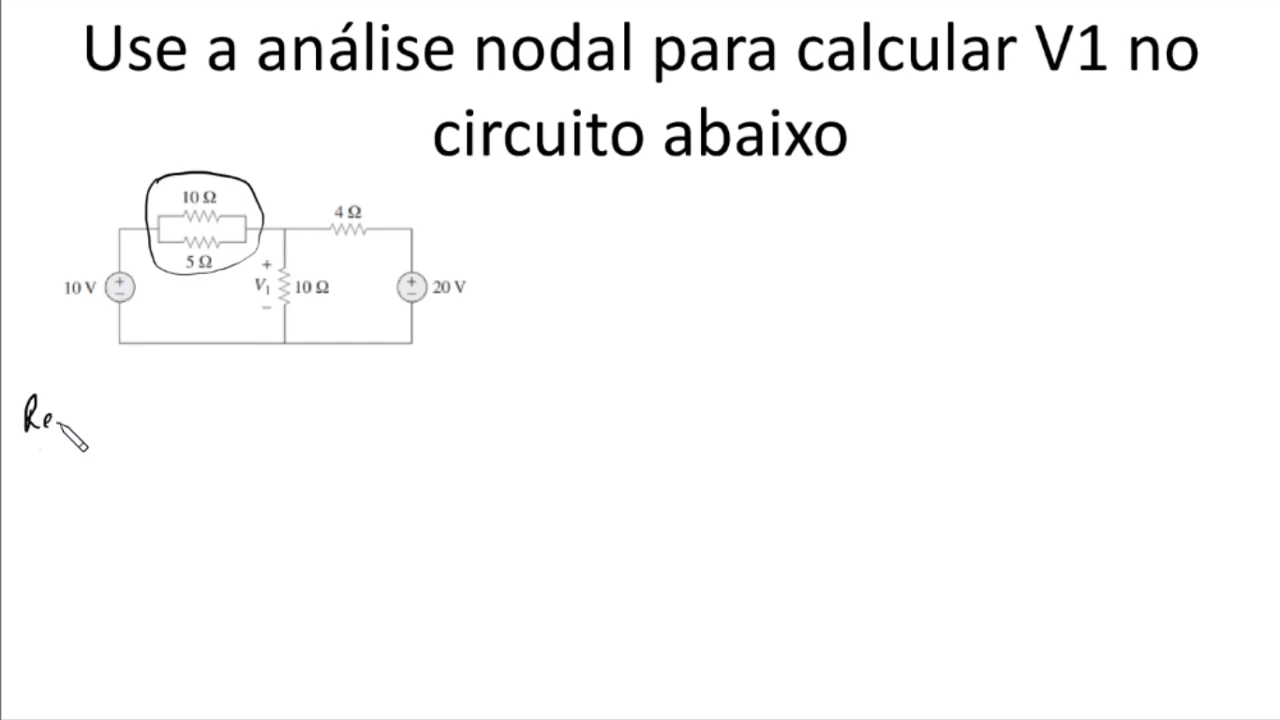 Use a análise nodal para calcular V1 no
circuito abaixo
10 Ω
4 Ω
5 Ω
+
10 V + − V1 10 Ω + − 20 V
−
Re